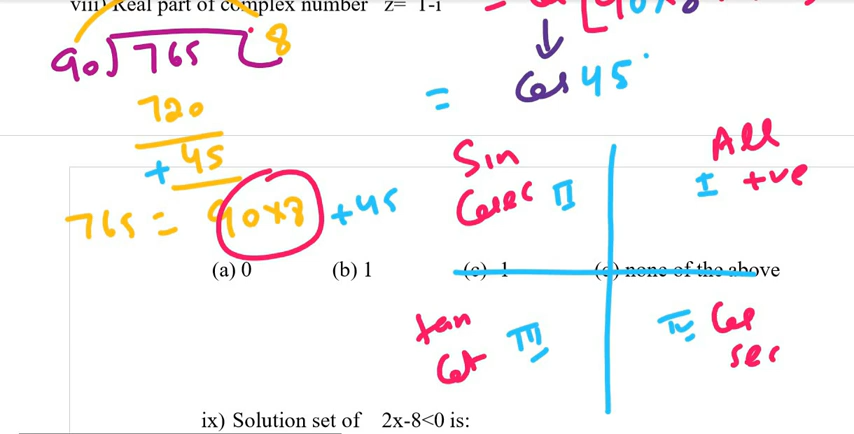 viii) Real part of complex number z= 1-i
90)765(8
= Cos 45°
720
+ 45
765 = 90×8 +45
Sin
Cosec II
All
I +ve
(a) 0 (b) 1 (c) -1 (d) none of the above
tan
Cot III
IV Cos
sec
ix) Solution set of 2x-8<0 is: